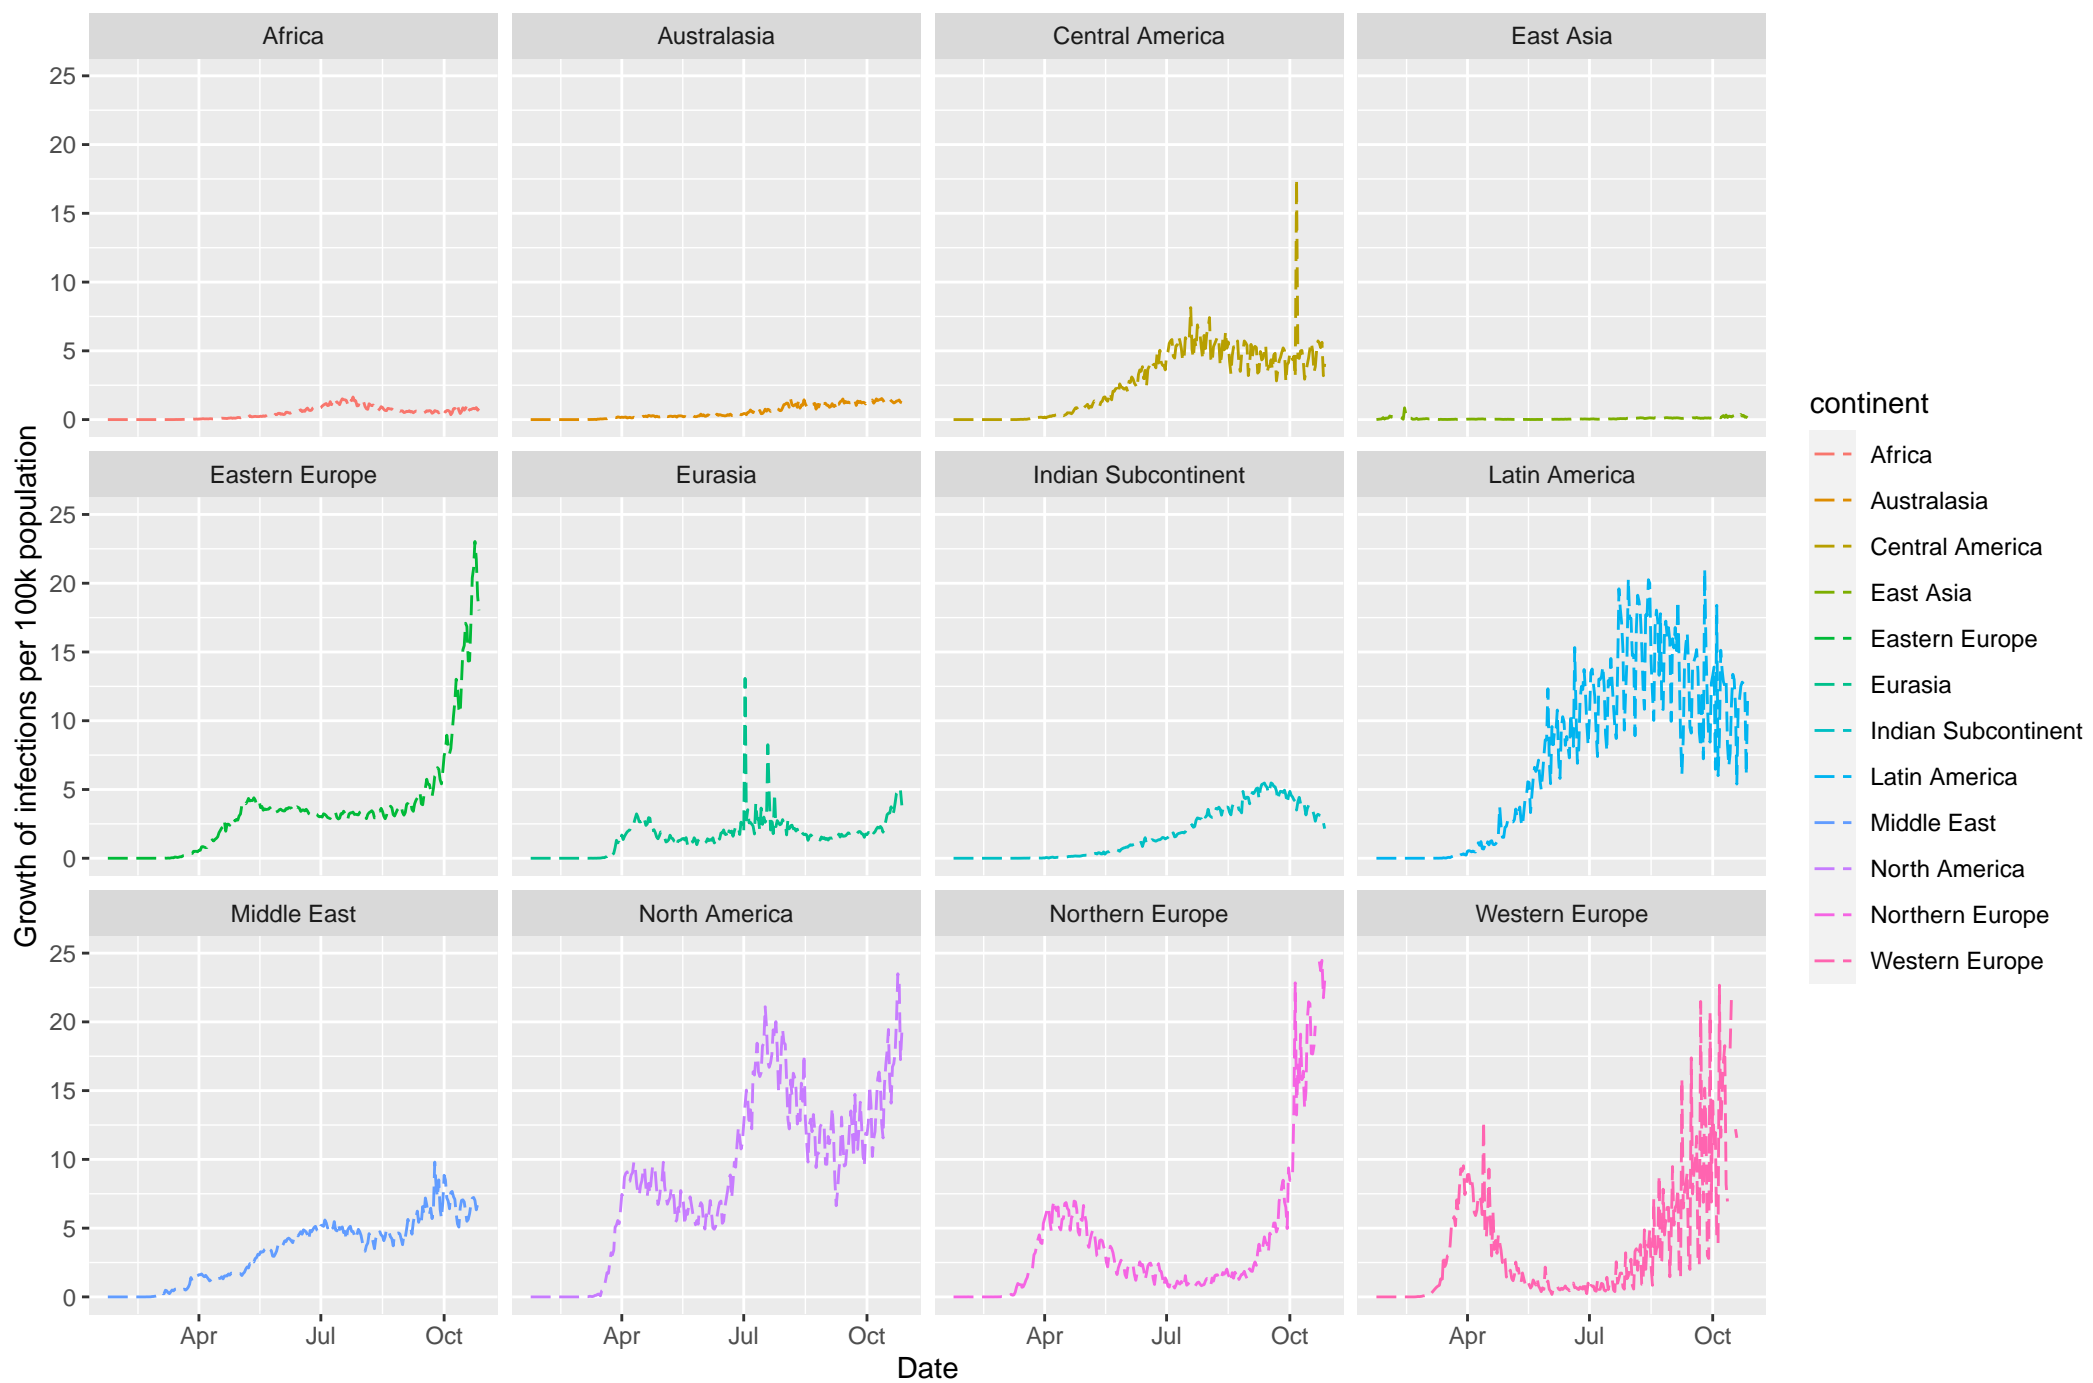 Africa
Australasia
Central America
East Asia
25
20
15
10
5
0
Eastern Europe
Eurasia
Indian Subcontinent
Latin America
25
20
15
10
5
0
Middle East
North America
Northern Europe
Western Europe
25
20
15
10
5
0
Apr Jul Oct
Apr Jul Oct
Apr Jul Oct
Apr Jul Oct
Date
Growth of infections per 100k population
continent
Africa
Australasia
Central America
East Asia
Eastern Europe
Eurasia
Indian Subcontinent
Latin America
Middle East
North America
Northern Europe
Western Europe